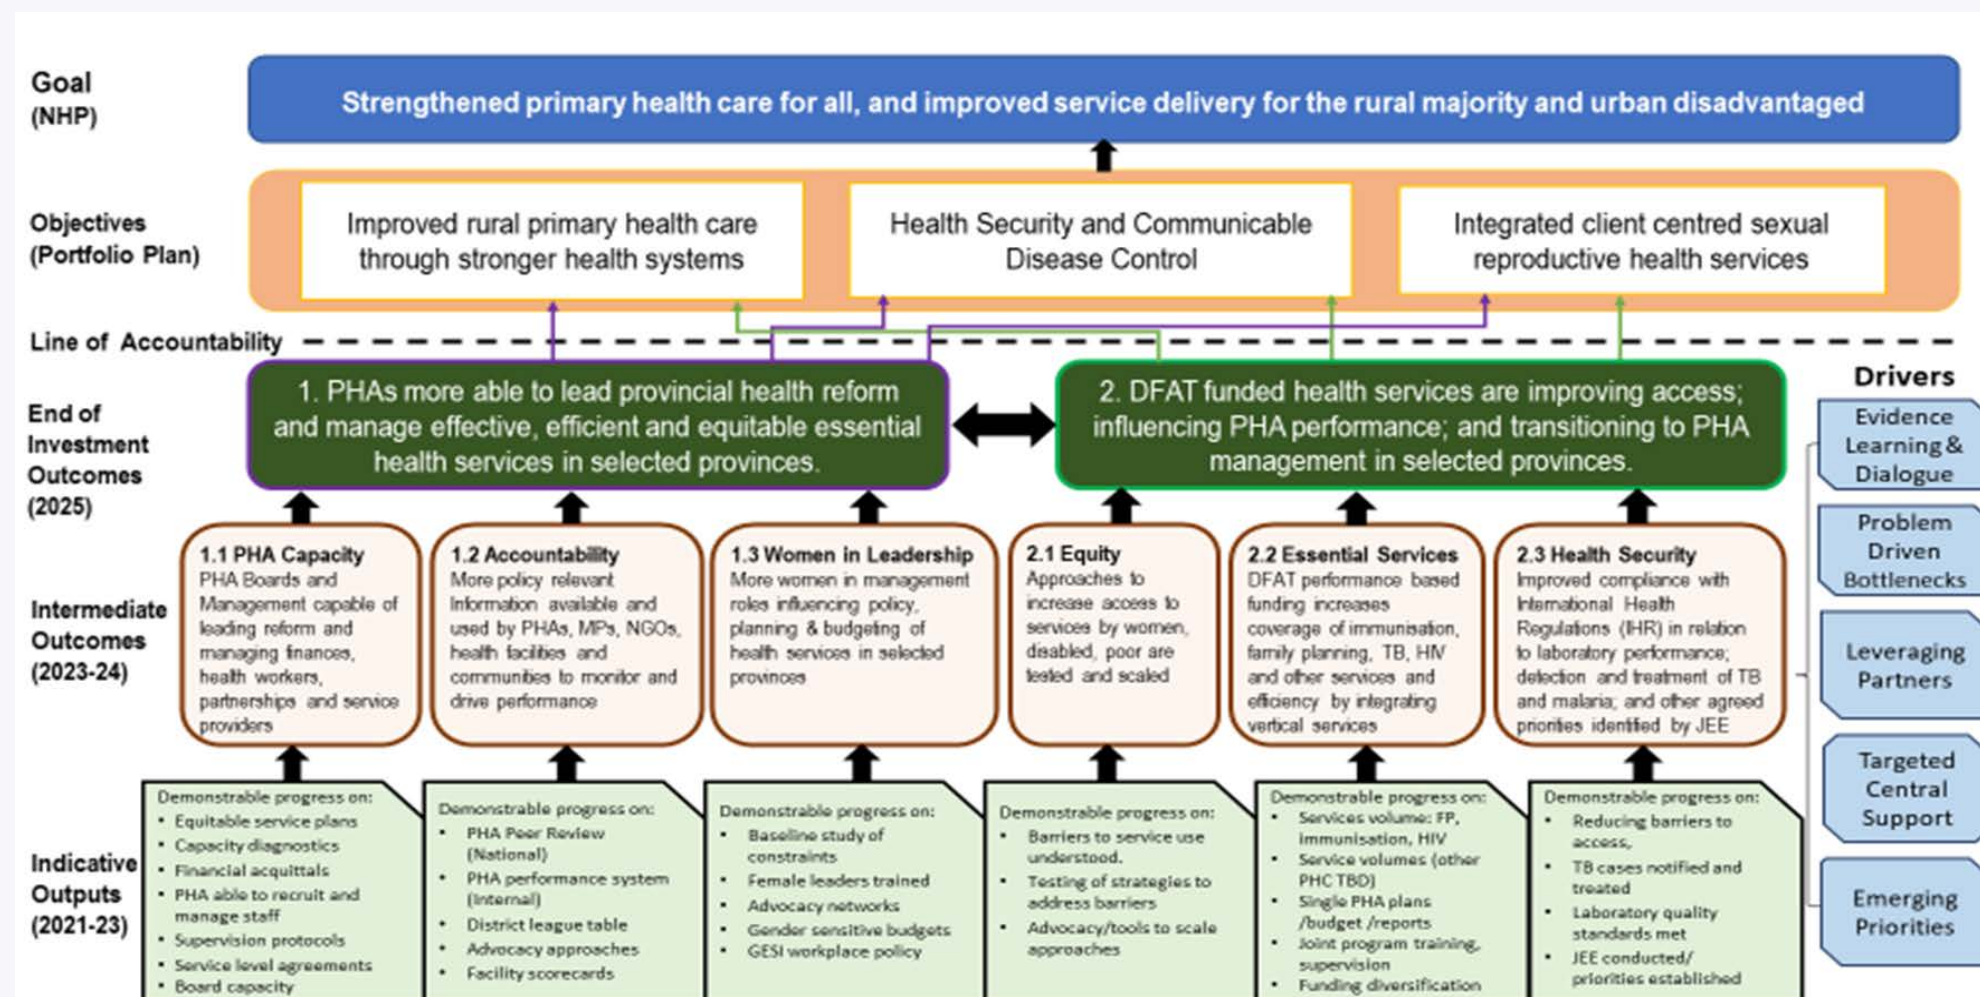 Goal
(NHP)
Strengthened primary health care for all, and improved service delivery for the rural majority and urban disadvantaged
Objectives
(Portfolio Plan)
Improved rural primary health care
through stronger health systems
Health Security and Communicable
Disease Control
Integrated client centred sexual
reproductive health services
Line of Accountability
End of
Investment
Outcomes
(2025)
1. PHAs more able to lead provincial health reform
and manage effective, efficient and equitable essential
health services in selected provinces.
2. DFAT funded health services are improving access;
influencing PHA performance; and transitioning to PHA
management in selected provinces.
Intermediate
Outcomes
(2023-24)
1.1 PHA Capacity
PHA Boards and
Management capable of
leading reform and
managing finances,
health workers,
partnerships and service
providers
1.2 Accountability
More policy relevant
Information available and
used by PHAs, MPs, NGOs,
health facilities and
communities to monitor and
drive performance
1.3 Women in Leadership
More women in management
roles influencing policy,
planning & budgeting of
health services in selected
provinces
2.1 Equity
Approaches to
increase access to
services by women,
disabled, poor are
tested and scaled
2.2 Essential Services
DFAT performance based
funding increases
coverage of immunisation,
family planning, TB, HIV
and other services and
efficiency by integrating
vertical services
2.3 Health Security
Improved compliance with
International Health
Regulations (IHR) in relation
to laboratory performance;
detection and treatment of TB
and malaria; and other agreed
priorities identified by JEE
Indicative
Outputs
(2021-23)
Demonstrable progress on:
• Equitable service plans
• Capacity diagnostics
• Financial acquittals
• PHA able to recruit and
manage staff
• Supervision protocols
• Service level agreements
• Board capacity
Demonstrable progress on:
• PHA Peer Review
(National)
• PHA performance system
(Internal)
• District league table
• Advocacy approaches
• Facility scorecards
Demonstrable progress on:
• Baseline study of
constraints
• Female leaders trained
• Advocacy networks
• Gender sensitive budgets
• GESI workplace policy
Demonstrable progress on:
• Barriers to service use
understood.
• Testing of strategies to
address barriers
• Advocacy/tools to scale
approaches
Demonstrable progress on:
• Services volume: FP,
immunisation, HIV
• Service volumes (other
PHC TBD)
• Single PHA plans
/budget /reports
• Joint program training,
supervision
• Funding diversification
Demonstrable progress on:
• Reducing barriers to
access,
• TB cases notified and
treated
• Laboratory quality
standards met
• JEE conducted/
priorities established
Drivers
Evidence
Learning &
Dialogue
Problem
Driven
Bottlenecks
Leveraging
Partners
Targeted
Central
Support
Emerging
Priorities